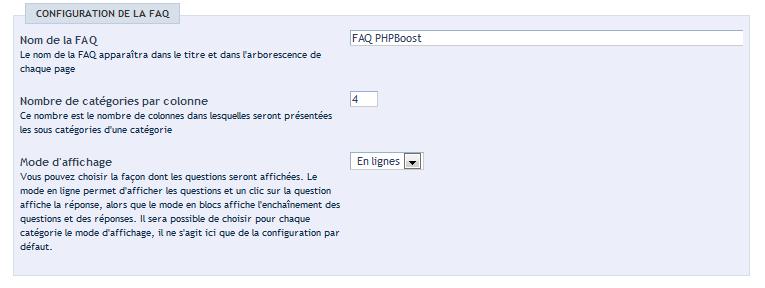 CONFIGURATION DE LA FAQ
Nom de la FAQ
FAQ PHPBoost
Le nom de la FAQ apparaîtra dans le titre et dans l'arborescence de
chaque page
Nombre de catégories par colonne
4
Ce nombre est le nombre de colonnes dans lesquelles seront présentées
les sous catégories d'une catégorie
Mode d'affichage
En lignes
Vous pouvez choisir la façon dont les questions seront affichées. Le
mode en ligne permet d'afficher les questions et un clic sur la question
affiche la réponse, alors que le mode en blocs affiche l'enchaînement des
questions et des réponses. Il sera possible de choisir pour chaque
catégorie le mode d'affichage, il ne s'agit ici que de la configuration par
défaut.